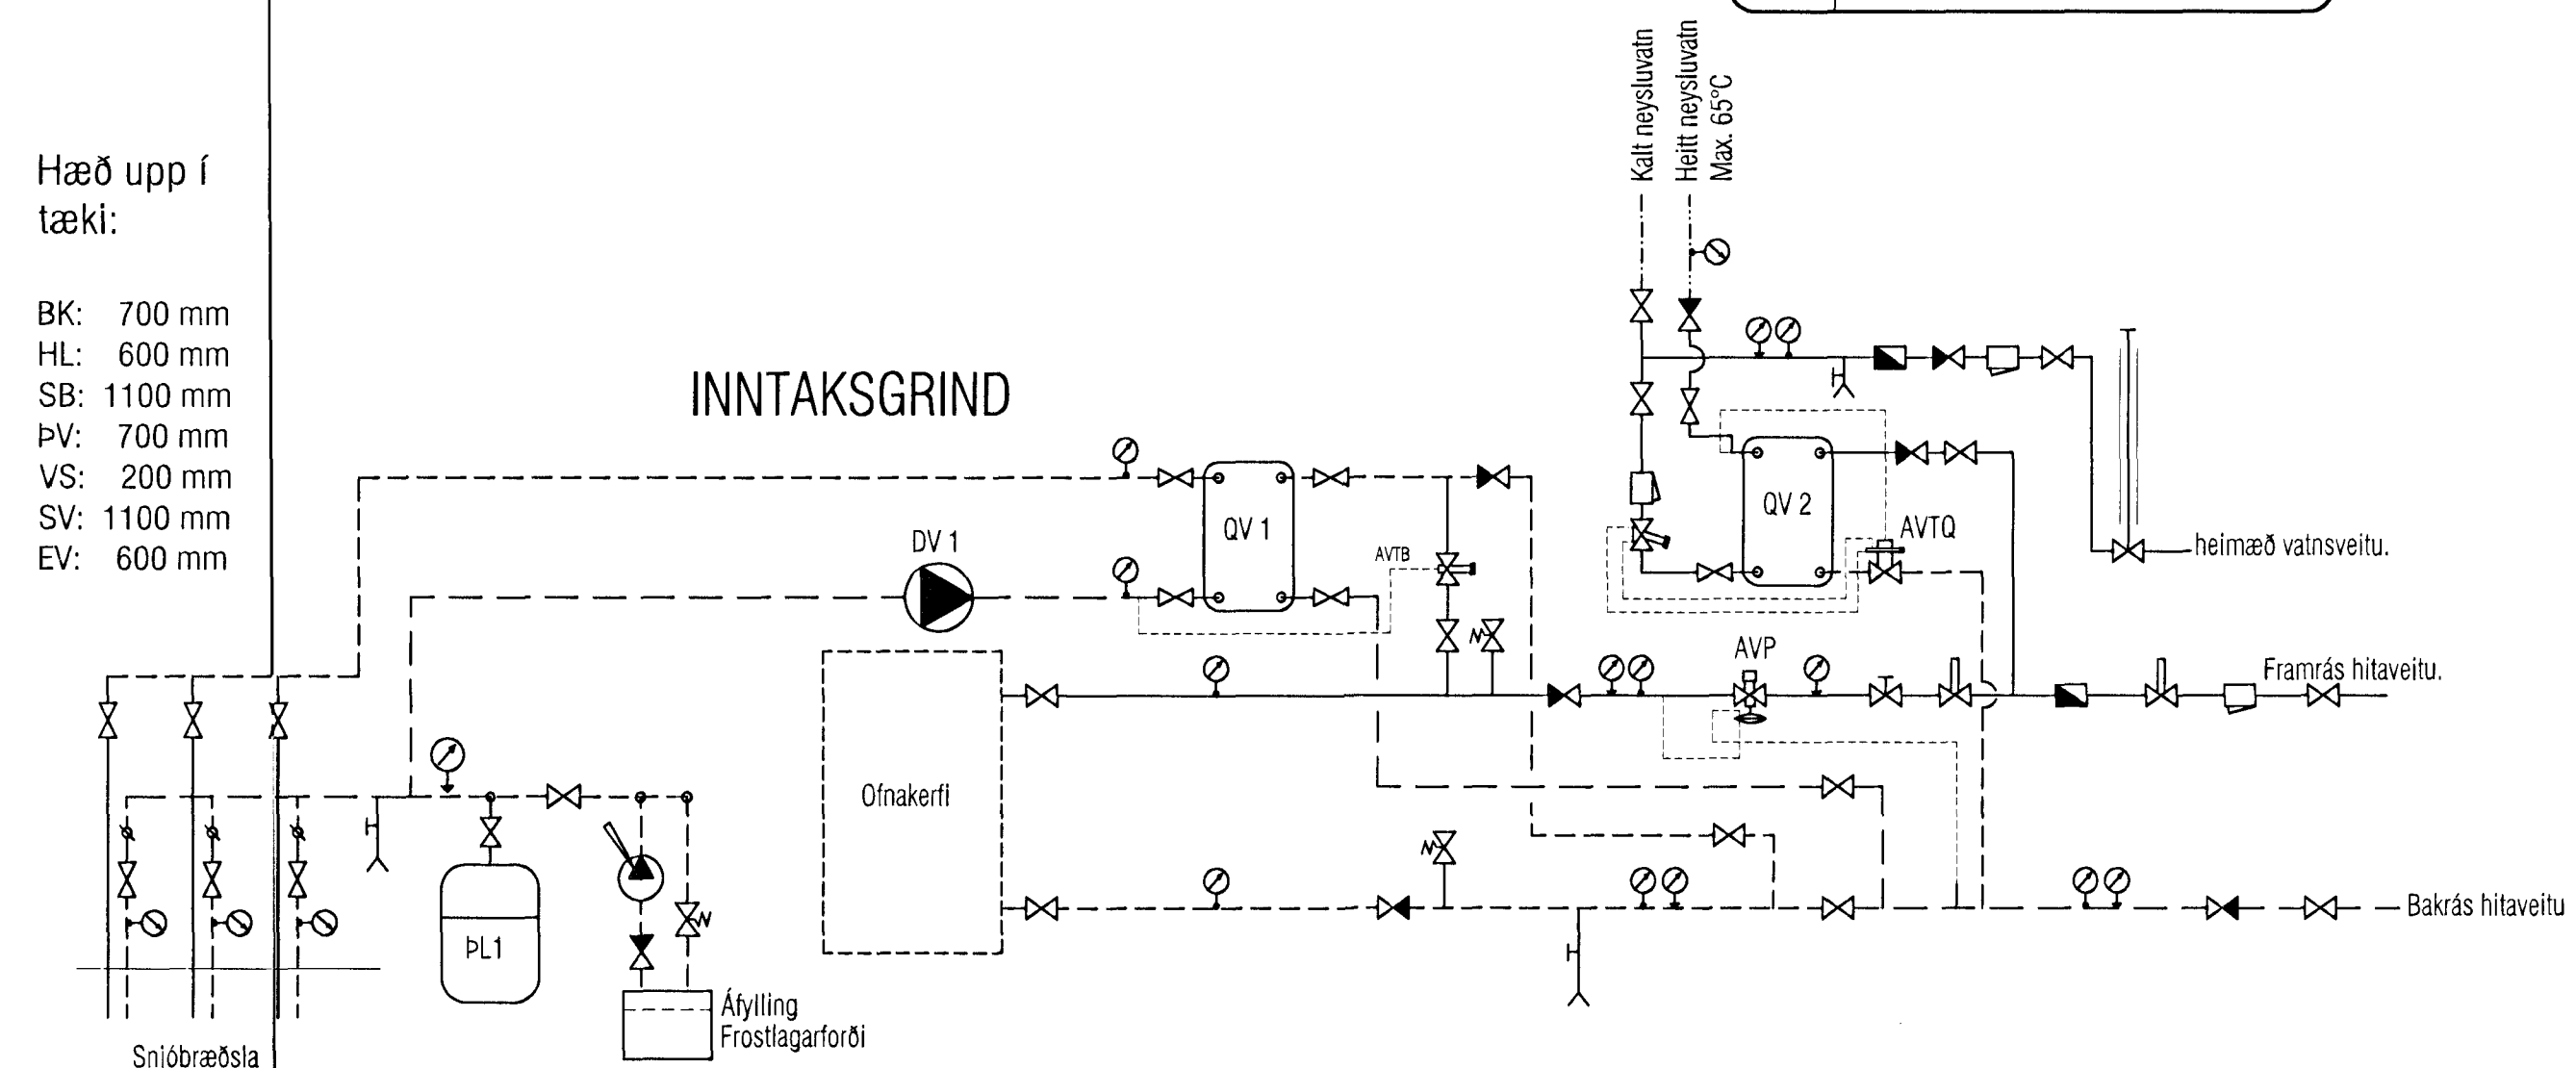 Hæð upp í
tæki:
BK: 700 mm
HL: 600 mm
SB: 1100 mm
ÞV: 700 mm
VS: 200 mm
SV: 1100 mm
EV: 600 mm
INNTAKSGRIND
Kalt neysluvatn
Heitt neysluvatn
Max. 65°C
DV 1
QV 1
AVTB
QV 2
AVTQ
heimæð vatnsveitu.
AVP
Framrás hitaveitu.
Ofnakerfi
Bakrás hitaveitu
ÞL1
Áfylling
Frostlagarforði
Snjóbræðsla